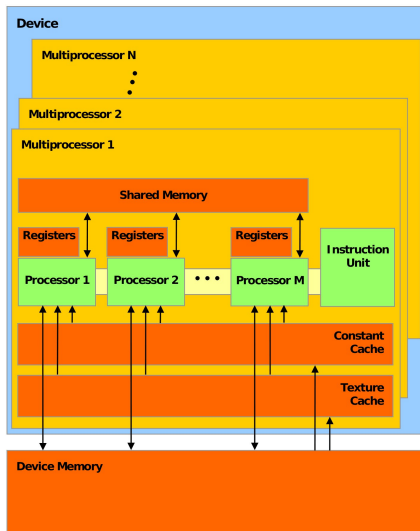 Device
Multiprocessor N
Multiprocessor 2
Multiprocessor 1
Shared Memory
Registers
Registers
Registers
Processor 1
Processor 2
Processor M
Instruction
Unit
Constant
Cache
Texture
Cache
Device Memory